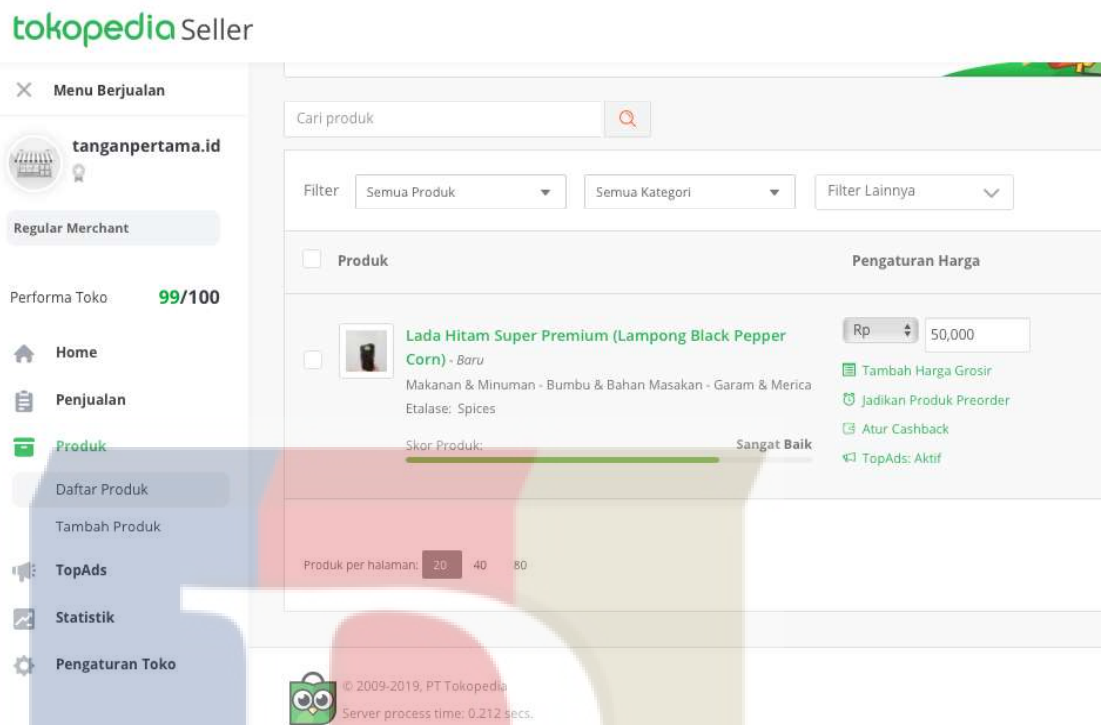 tokopedia Seller
Menu Berjualan
tanganpertama.id
Regular Merchant
Performa Toko 99/100
Home
Penjualan
Produk
Daftar Produk
Tambah Produk
TopAds
Statistik
Pengaturan Toko
Cari produk
Filter Semua Produk Semua Kategori Filter Lainnya
Produk Pengaturan Harga
Lada Hitam Super Premium (Lampong Black Pepper
Corn) - Baru
Makanan & Minuman - Bumbu & Bahan Masakan - Garam & Merica
Etalase: Spices
Skor Produk: Sangat Baik
Rp 50,000
Tambah Harga Grosir
Jadikan Produk Preorder
Atur Cashback
TopAds: Aktif
Produk per halaman: 20 40 80
© 2009-2019, PT Tokopedia
Server process time: 0.212 secs.